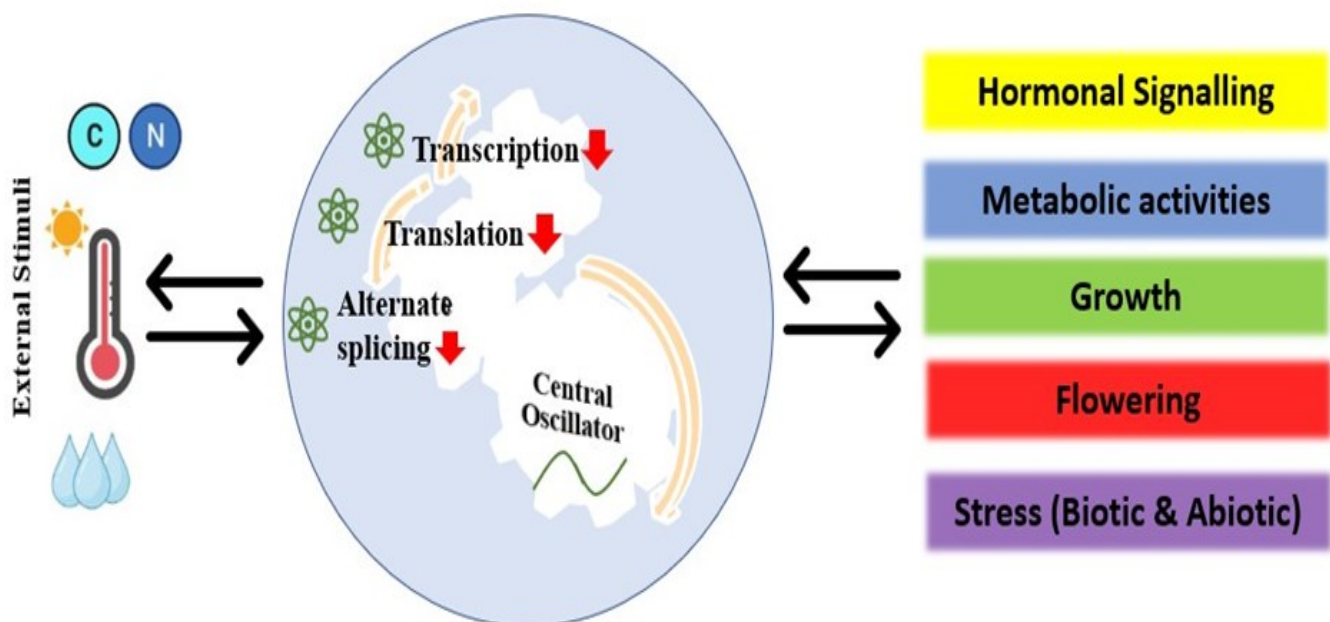 External Stimuli
C N
Transcription
Translation
Alternate
splicing
Central
Oscillator
Hormonal Signalling
Metabolic activities
Growth
Flowering
Stress (Biotic & Abiotic)